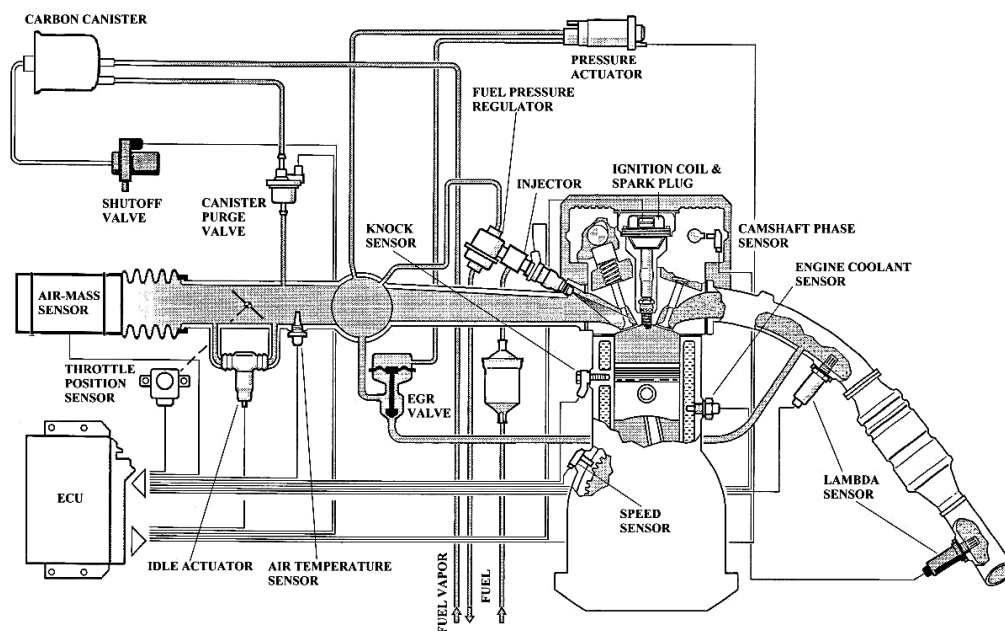 CARBON CANISTER
PRESSURE
ACTUATOR
FUEL PRESSURE
REGULATOR
IGNITION COIL &
SPARK PLUG
INJECTOR
SHUTOFF
VALVE
CANISTER
PURGE
VALVE
KNOCK
SENSOR
CAMSHAFT PHASE
SENSOR
ENGINE COOLANT
SENSOR
AIR-MASS
SENSOR
THROTTLE
POSITION
SENSOR
EGR
VALVE
ECU
LAMBDA
SENSOR
SPEED
SENSOR
IDLE ACTUATOR
AIR TEMPERATURE
SENSOR
FUEL VAPOR
FUEL